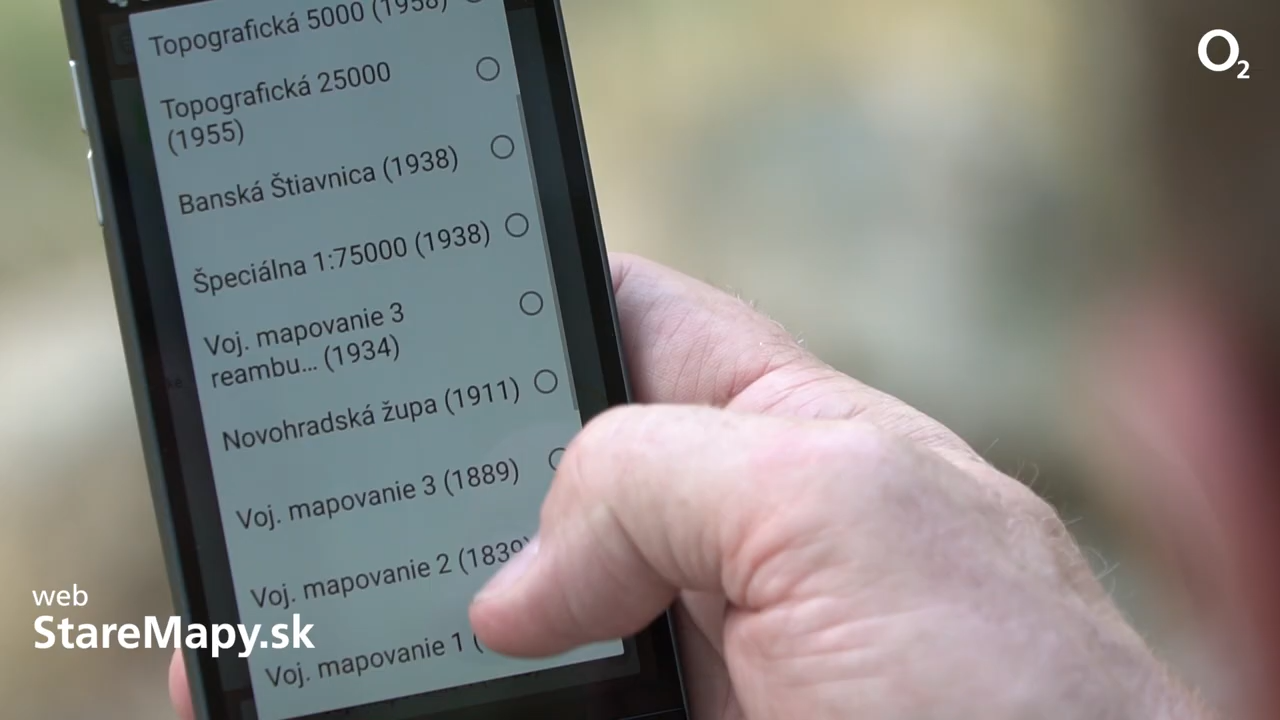 Topografická 5000 (1958)
O2
Topografická 25000
(1955)
Banská Štiavnica (1938)
Špeciálna 1:75000 (1938)
Voj. mapovanie 3
reambu... (1934)
Novohradská župa (1911)
Voj. mapovanie 3 (1889)
Voj. mapovanie 2 (1839)
Voj. mapovanie 1 (
web
StareMapy.sk